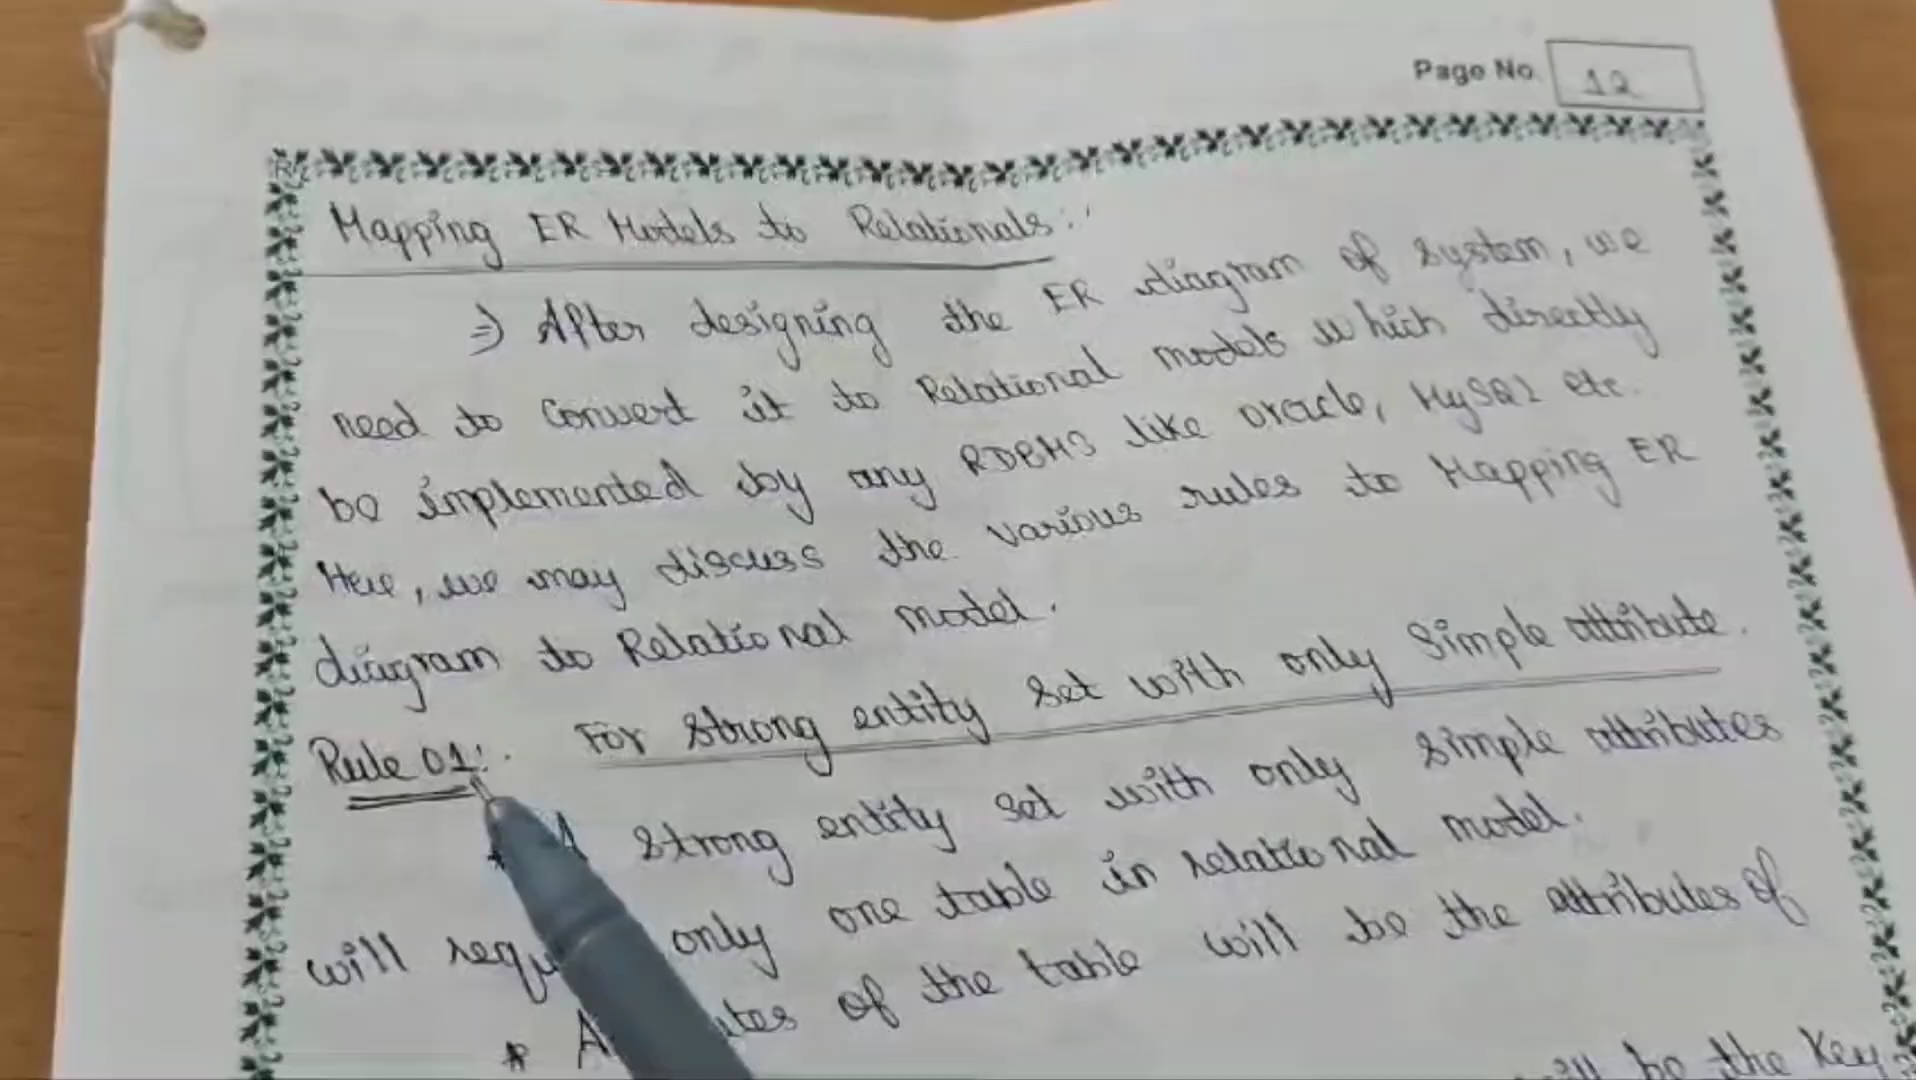 Page No. 12
Mapping ER Models to Relationals:
=> After designing the ER diagram of system, we
need to convert it to Relational models which directly
be implemented by any RDBMS like oracle, MySQL etc.
Here, we may discuss the various rules to Mapping ER
diagram to Relational model.
Rule 01:. For strong entity set with only simple attribute.
* A strong entity set with only simple attributes
will only one table in relational model.
* of the table will be the attributes of
will be the Key